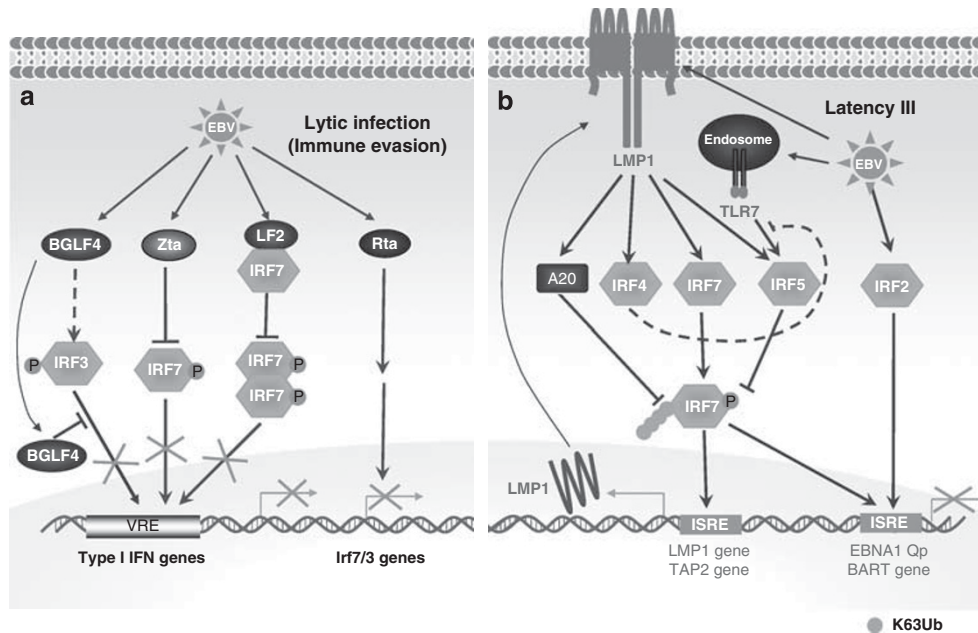 a
EBV
Lytic infection
(Immune evasion)
BGLF4
Zta
LF2
IRF7
Rta
P
IRF3
IRF7
P
IRF7
P
IRF7
P
BGLF4
VRE
Type I IFN genes
Irf7/3 genes
b
Latency III
Endosome
EBV
LMP1
TLR7
A20
IRF4
IRF7
IRF5
IRF2
IRF7
P
LMP1
ISRE
ISRE
LMP1 gene
TAP2 gene
EBNA1 Qp
BART gene
K63Ub